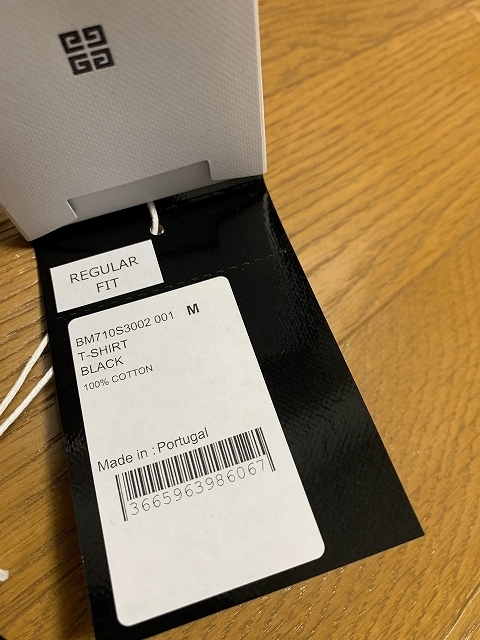 REGULAR
FIT
BM710S3002 001 M
T-SHIRT
BLACK
100% COTTON
Made in : Portugal
3665963986067